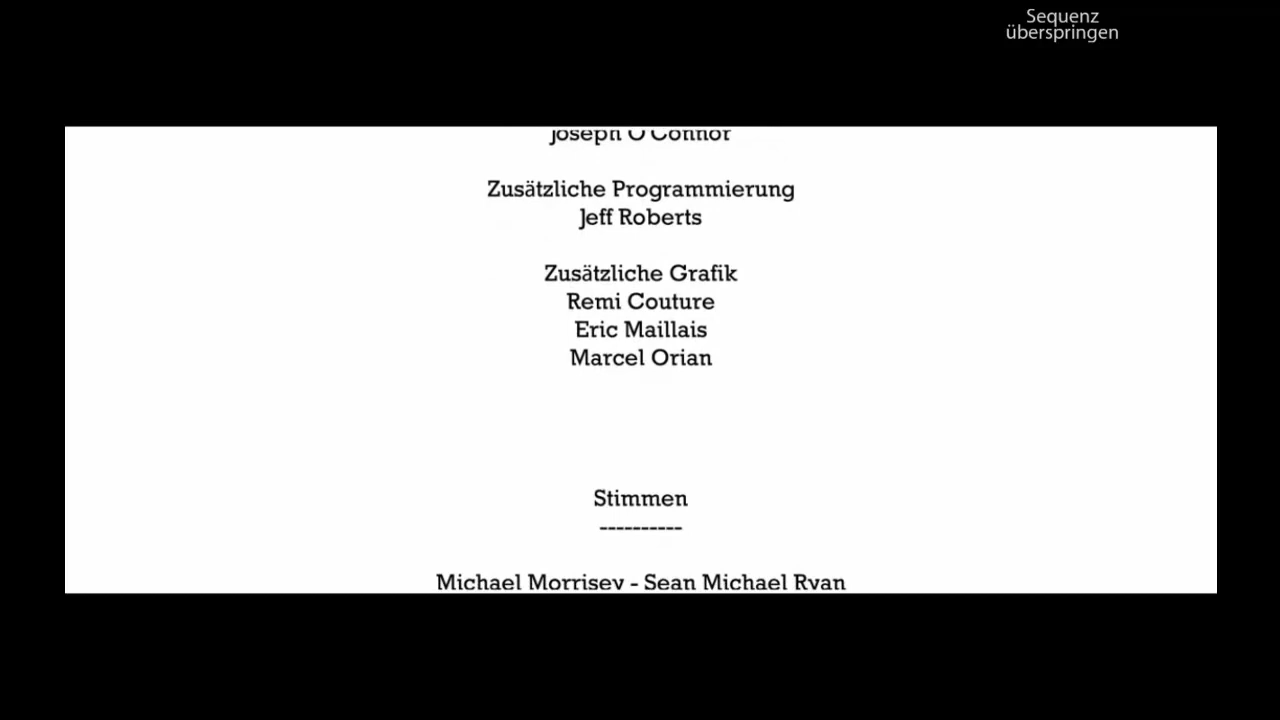 Sequenz
überspringen
Joseph O'Connor
Zusätzliche Programmierung
Jeff Roberts
Zusätzliche Grafik
Remi Couture
Eric Maillais
Marcel Orian
Stimmen
----------
Michael Morrisey - Sean Michael Ryan